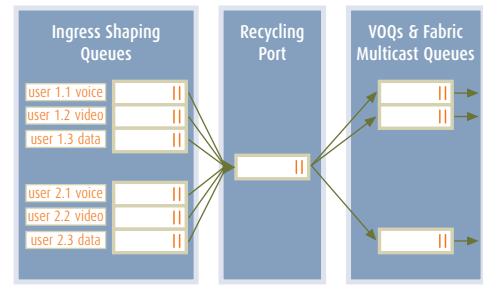 Ingress Shaping
Queues
user 1.1 voice
user 1.2 video
user 1.3 data
user 2.1 voice
user 2.2 video
user 2.3 data
Recycling
Port
VOQs & Fabric
Multicast Queues